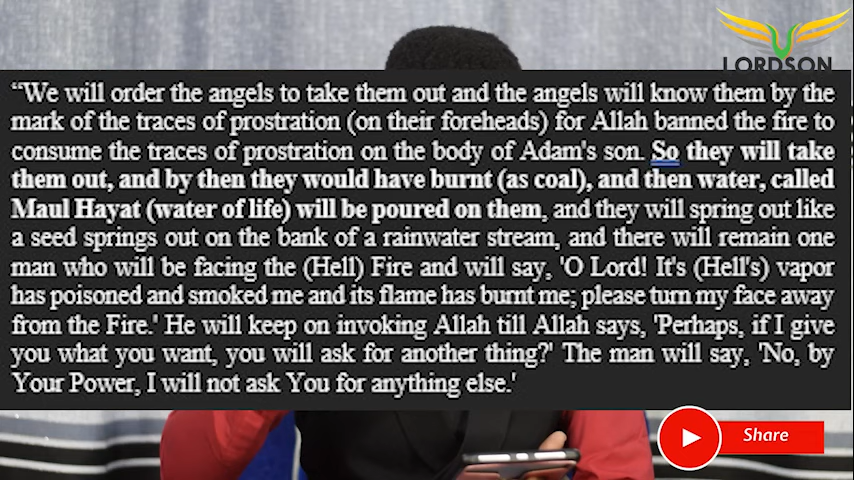 LORDSON
“We will order the angels to take them out and the angels will know them by the
mark of the traces of prostration (on their foreheads) for Allah banned the fire to
consume the traces of prostration on the body of Adam's son. So they will take
them out, and by then they would have burnt (as coal), and then water, called
Maul Hayat (water of life) will be poured on them, and they will spring out like
a seed springs out on the bank of a rainwater stream, and there will remain one
man who will be facing the (Hell) Fire and will say, 'O Lord! It's (Hell's) vapor
has poisoned and smoked me and its flame has burnt me; please turn my face away
from the Fire.' He will keep on invoking Allah till Allah says, 'Perhaps, if I give
you what you want, you will ask for another thing?' The man will say, 'No, by
Your Power, I will not ask You for anything else.'
Share